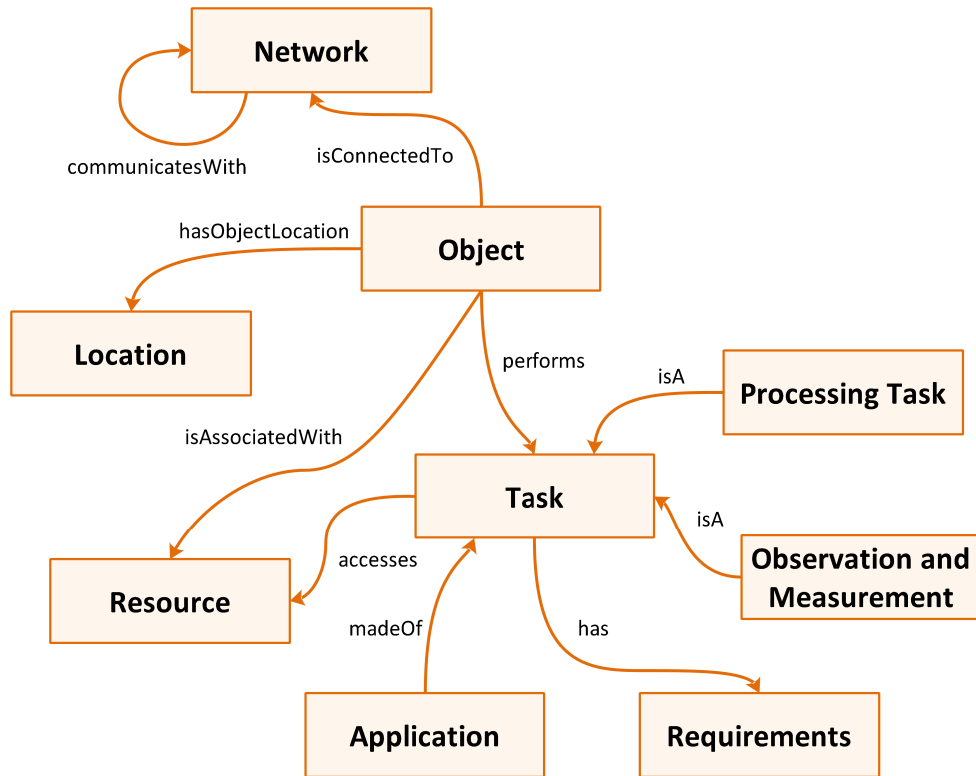 Network
communicatesWith
isConnectedTo
hasObjectLocation
Object
Location
performs
isA
Processing Task
isAssociatedWith
Task
isA
accesses
Observation and
Measurement
Resource
madeOf
has
Application
Requirements